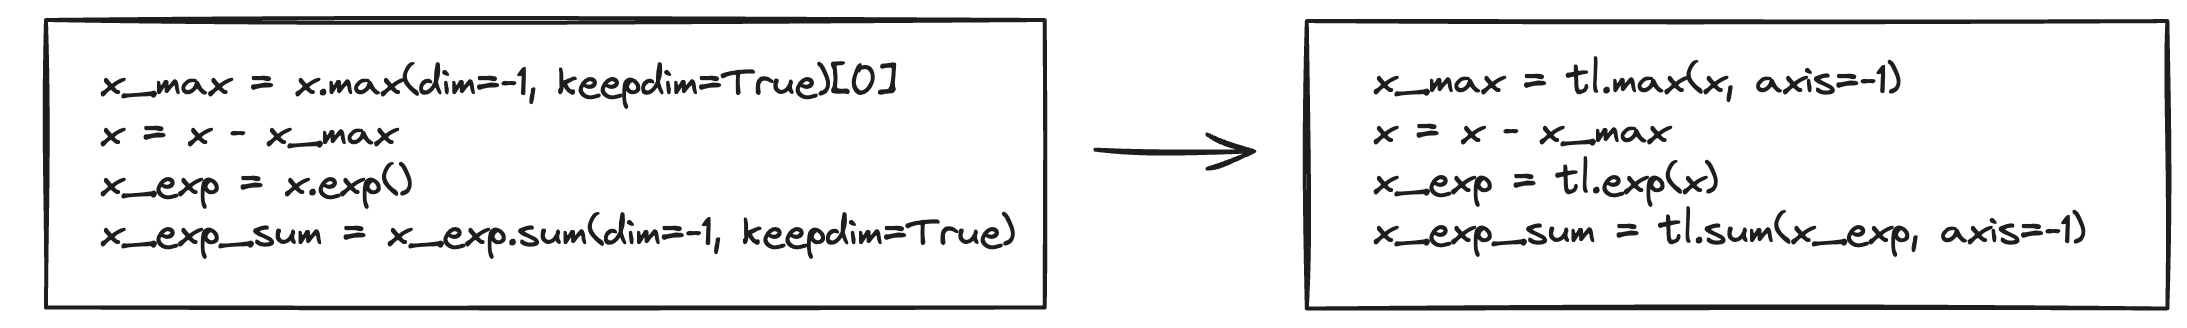 x_max = x.max(dim=-1, keepdim=True)[0]
x = x - x_max
x_exp = x.exp()
x_exp_sum = x_exp.sum(dim=-1, keepdim=True)
x_max = tl.max(x, axis=-1)
x = x - x_max
x_exp = tl.exp(x)
x_exp_sum = tl.sum(x_exp, axis=-1)